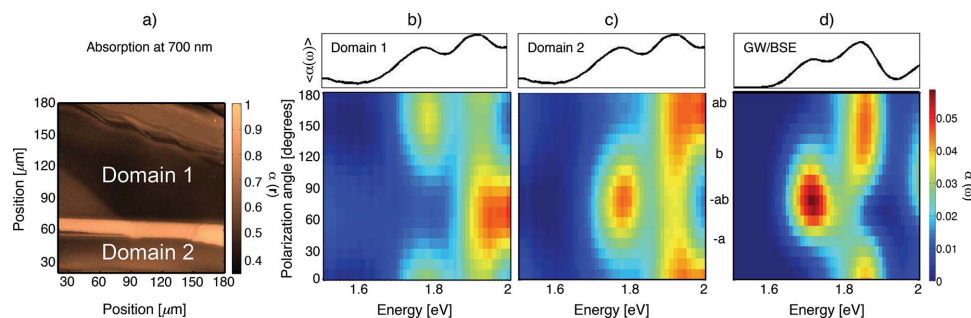 a)
b)
c)
d)
Absorption at 700 nm
<α(ω)>
Domain 1
Domain 2
GW/BSE
180
150
120
90
60
30
Position [μm]
Domain 1
Domain 2
30 60 90 120 150 180
Position [μm]
1
0.9
0.8
0.7
0.6
0.5
0.4
α (r)
Polarization angle [degrees]
180
150
120
90
60
30
0
1.6 1.8 2
Energy [eV]
1.6 1.8 2
Energy [eV]
ab
b
-ab
-a
1.6 1.8 2
Energy [eV]
0.05
0.04
0.03
0.02
0.01
0
α(ω)